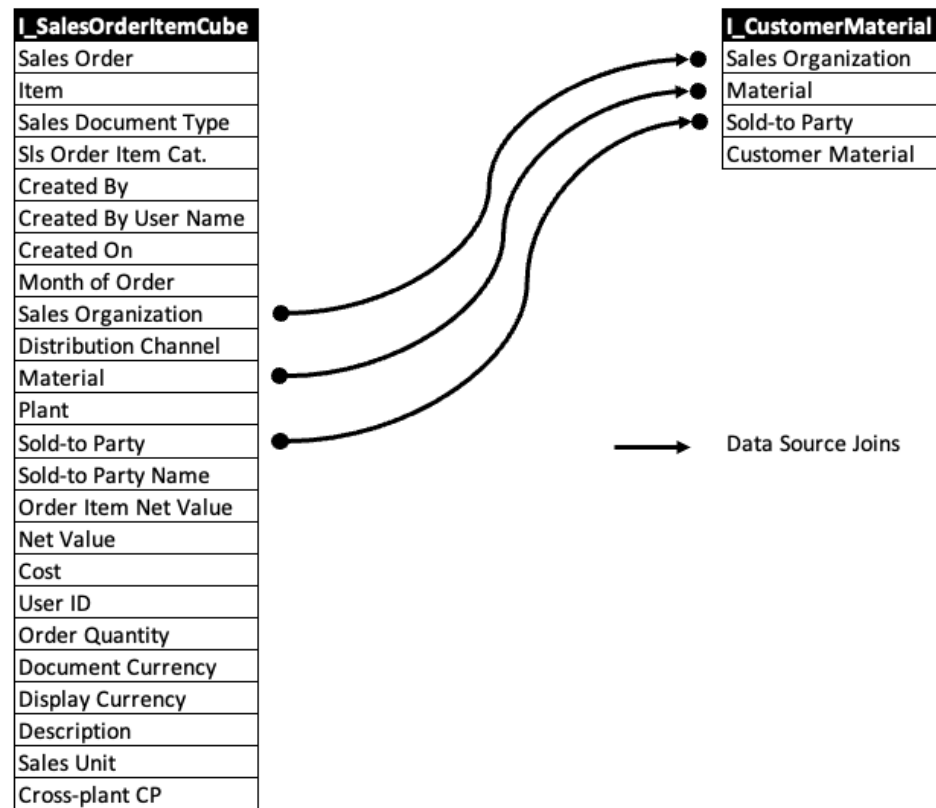 I_SalesOrderItemCube
Sales Order
Item
Sales Document Type
Sls Order Item Cat.
Created By
Created By User Name
Created On
Month of Order
Sales Organization
Distribution Channel
Material
Plant
Sold-to Party
Sold-to Party Name
Order Item Net Value
Net Value
Cost
User ID
Order Quantity
Document Currency
Display Currency
Description
Sales Unit
Cross-plant CP
I_CustomerMaterial
Sales Organization
Material
Sold-to Party
Customer Material
Data Source Joins